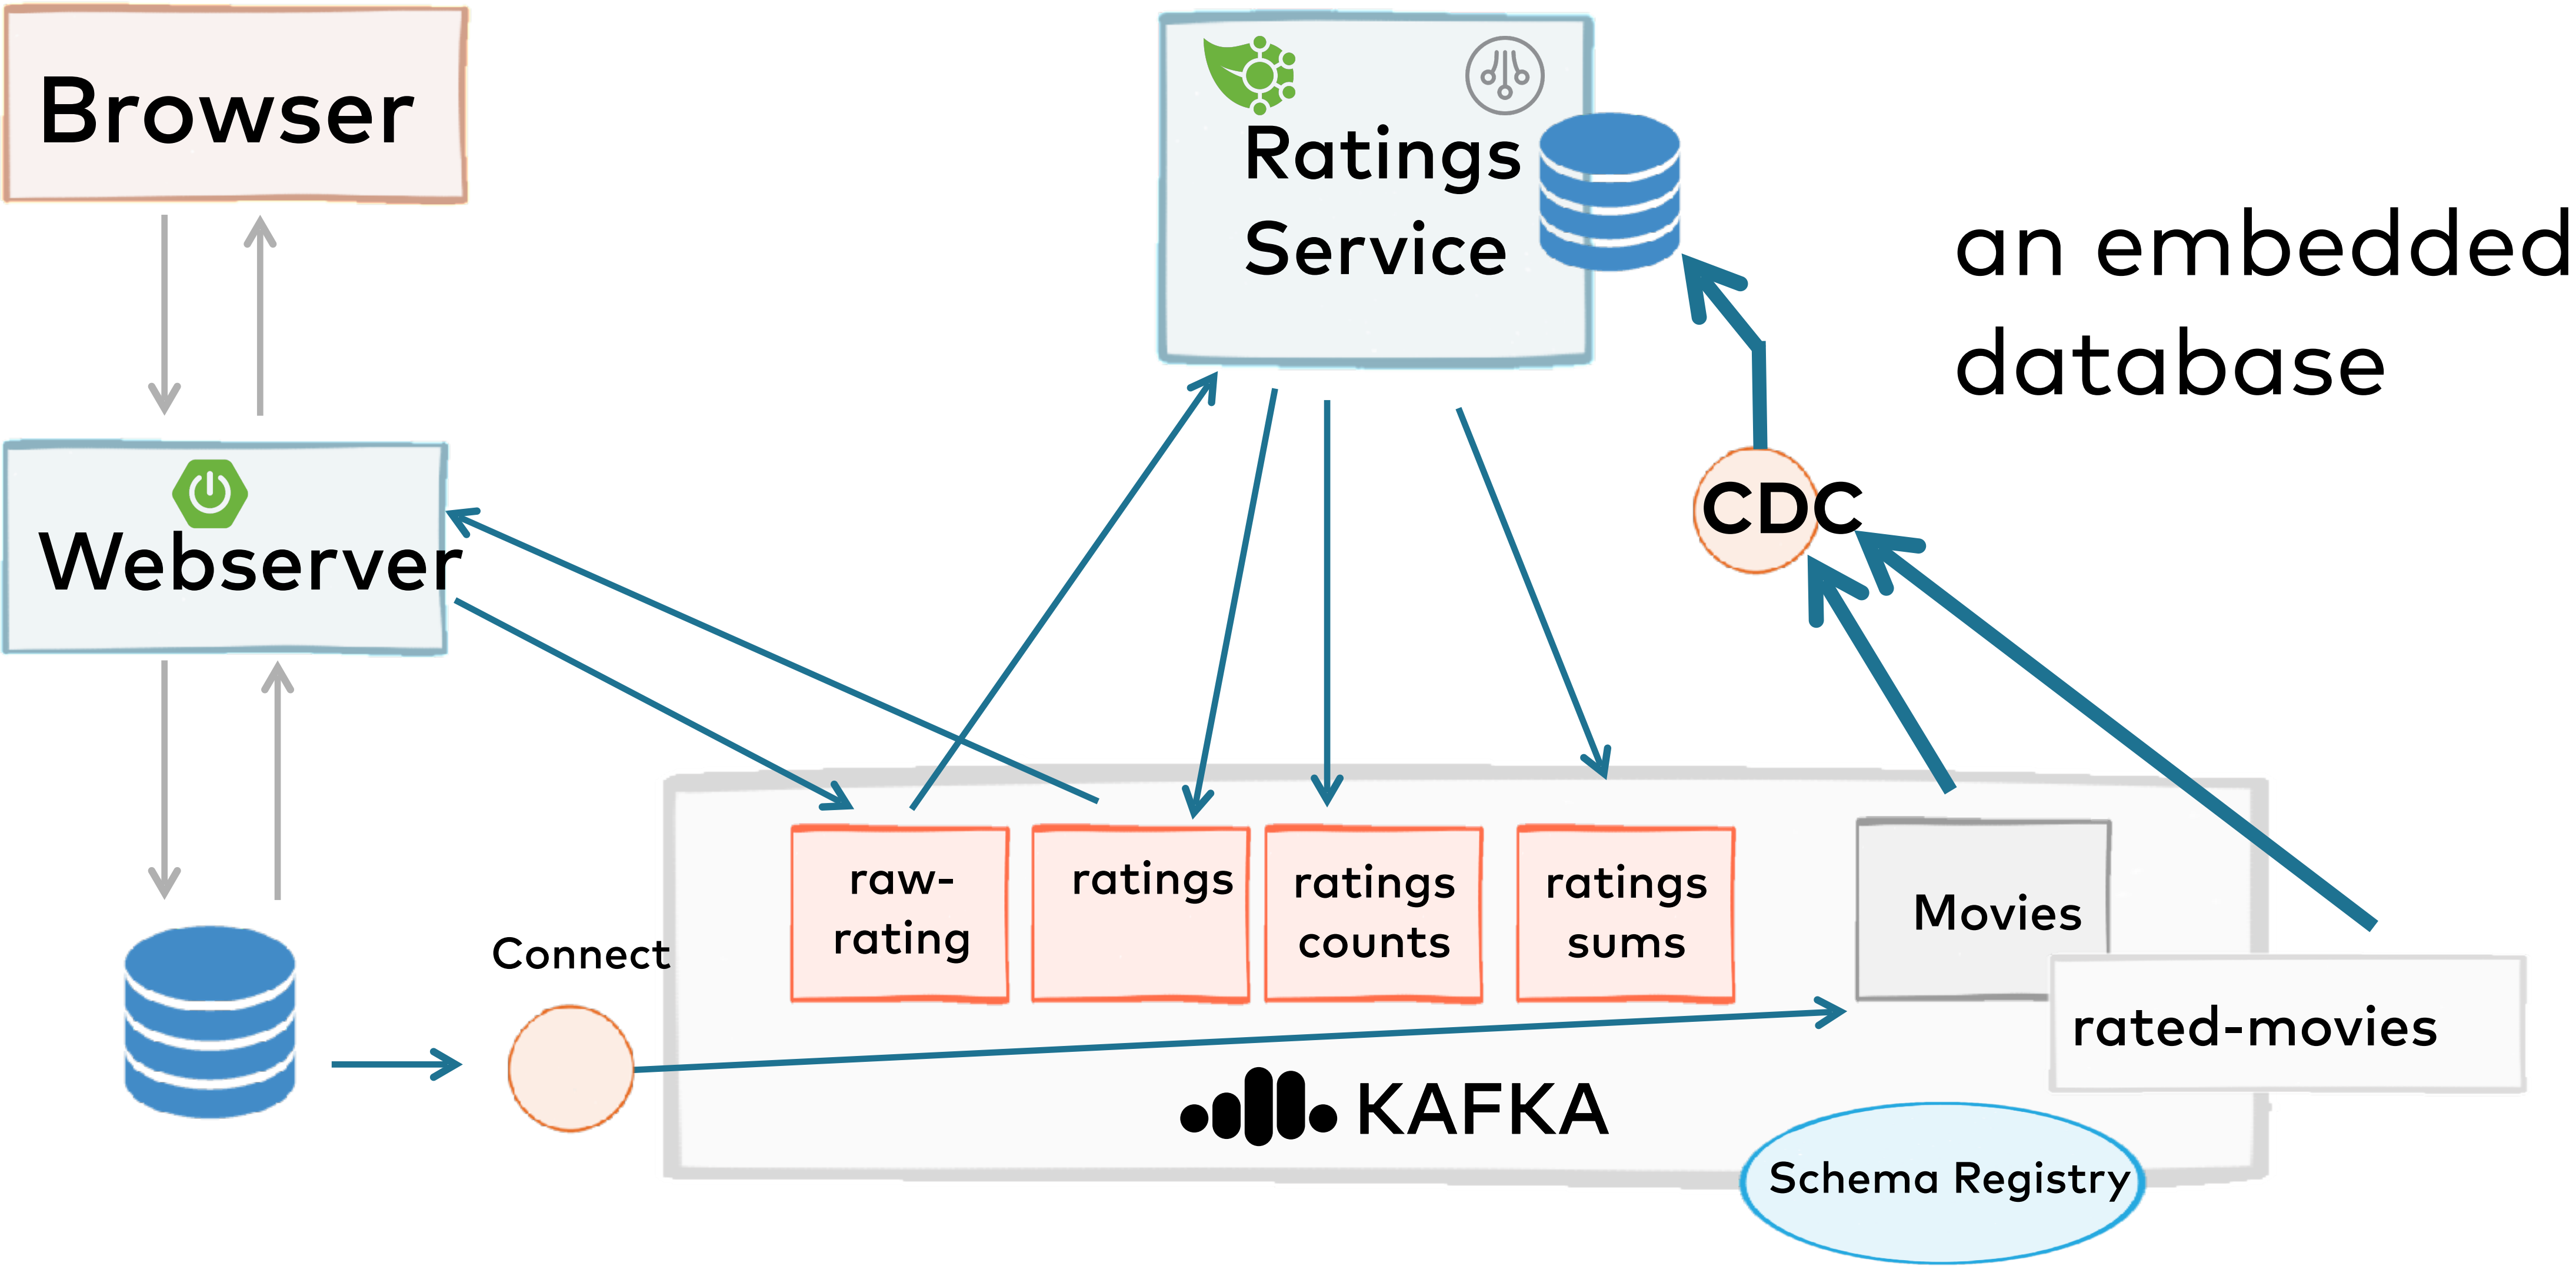 Browser
Ratings
Service
an embedded
database
CDC
Webserver
Connect
raw-
rating
ratings
ratings
counts
ratings
sums
Movies
rated-movies
KAFKA
Schema Registry